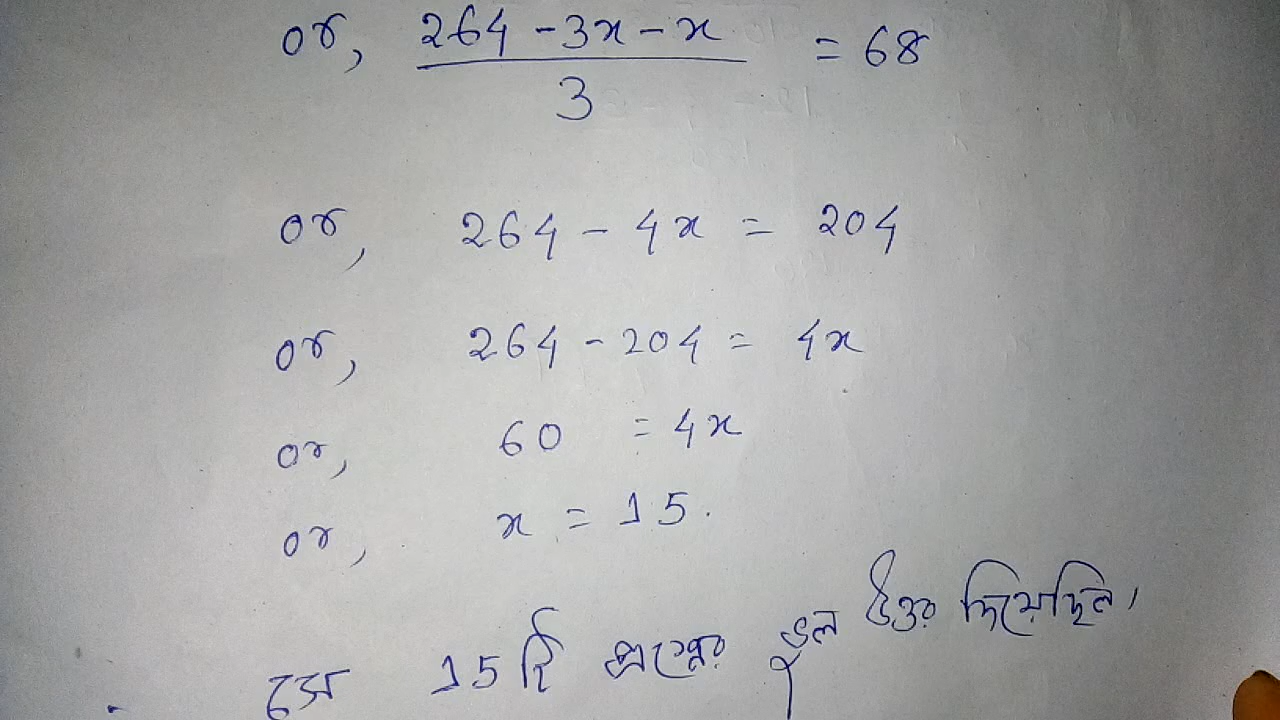 or, 264 - 3x - x / 3 = 68
or, 264 - 4x = 204
or, 264 - 204 = 4x
or, 60 = 4x
or, x = 15.
সে 15টি প্রশ্নের ভুল উত্তর দিয়েছিল।